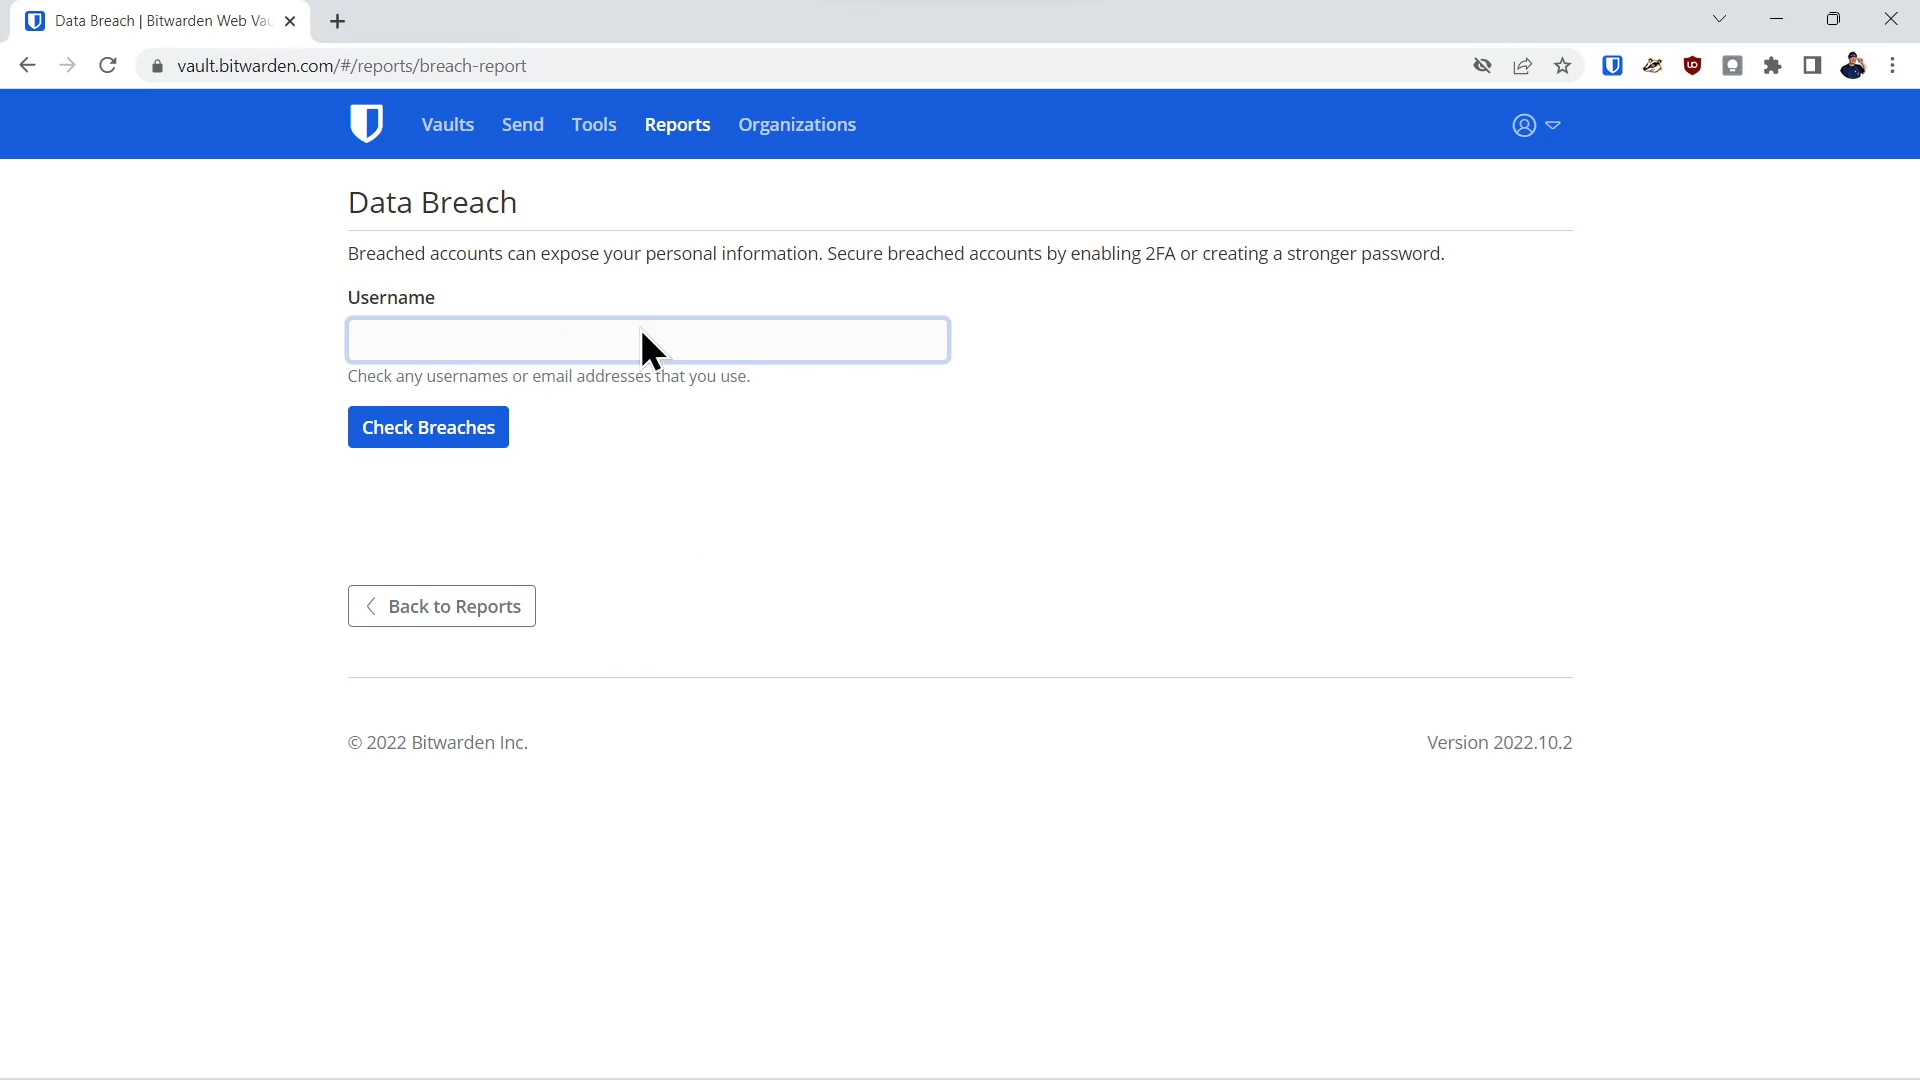 Data Breach | Bitwarden Web Vau
vault.bitwarden.com/#/reports/breach-report
Vaults Send Tools Reports Organizations
Data Breach
Breached accounts can expose your personal information. Secure breached accounts by enabling 2FA or creating a stronger password.
Username
Check any usernames or email addresses that you use.
Check Breaches
Back to Reports
© 2022 Bitwarden Inc. Version 2022.10.2